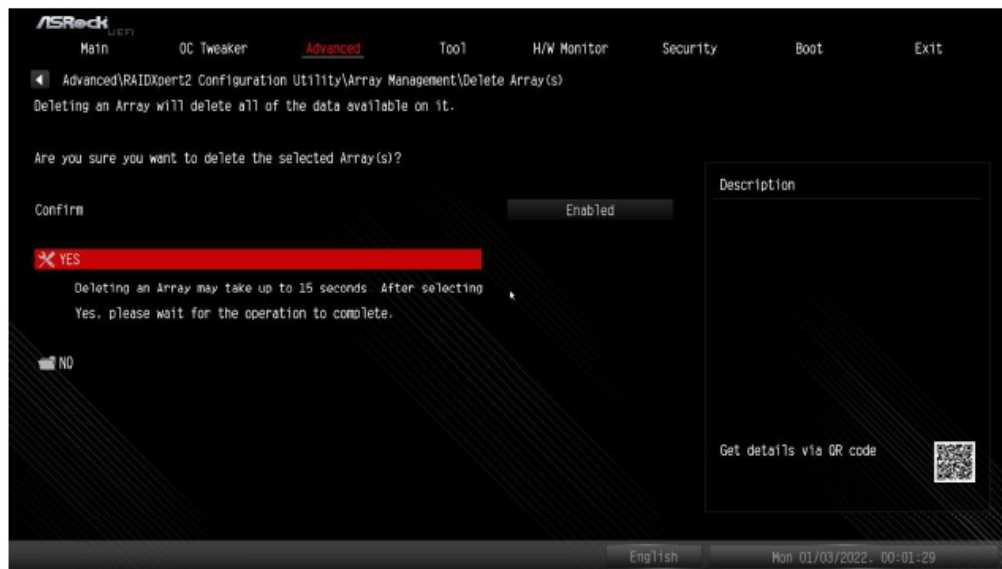 ASRock UEFI
Main OC Tweaker Advanced Tool H/W Monitor Security Boot Exit
Advanced\RAIDXpert2 Configuration Utility\Array Management\Delete Array(s)
Deleting an Array will delete all of the data available on it.
Are you sure you want to delete the selected Array(s)?
Description
Confirm Enabled
YES
Deleting an Array may take up to 15 seconds After selecting
Yes, please wait for the operation to complete.
NO
Get details via QR code
English Mon 01/03/2022, 00:01:29